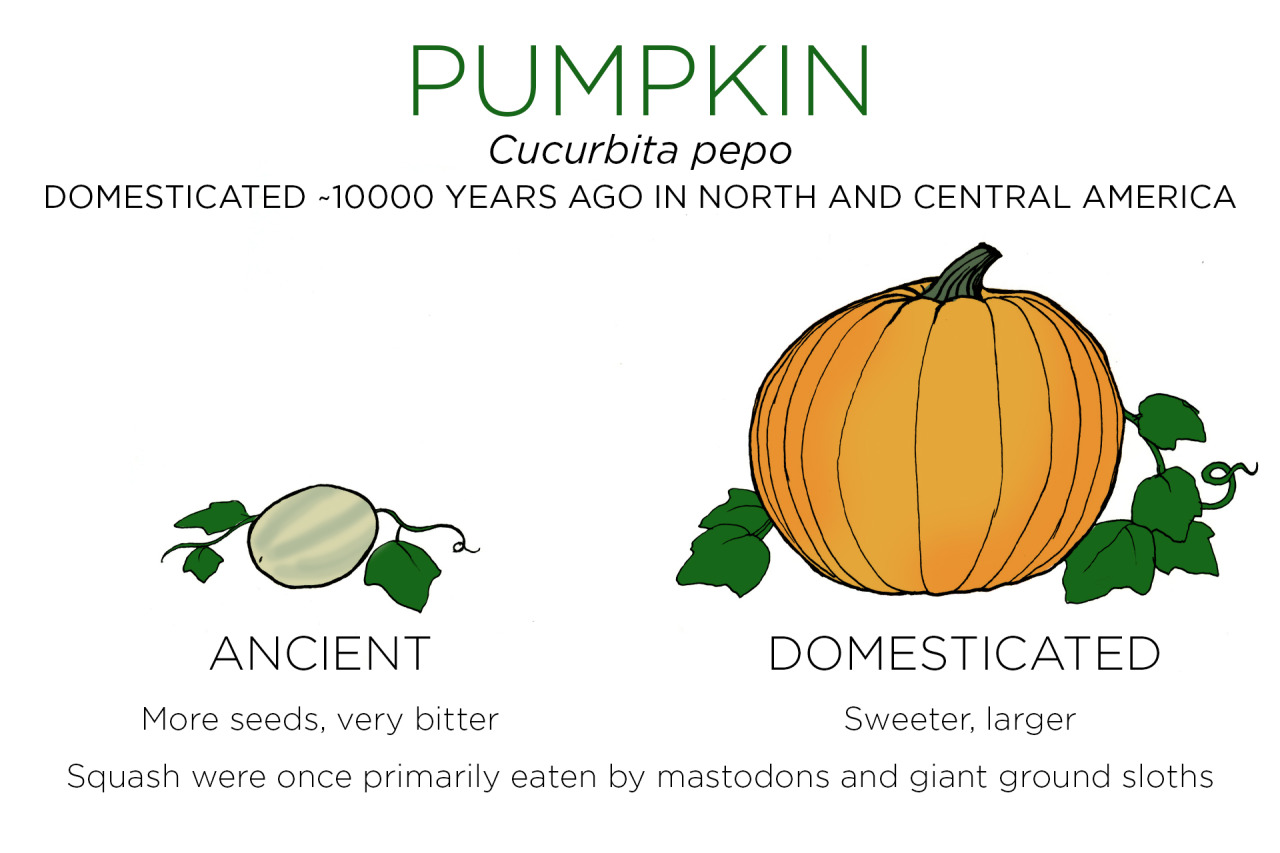 PUMPKIN
Cucurbita pepo
DOMESTICATED ~10000 YEARS AGO IN NORTH AND CENTRAL AMERICA
ANCIENT
More seeds, very bitter
DOMESTICATED
Sweeter, larger
Squash were once primarily eaten by mastodons and giant ground sloths